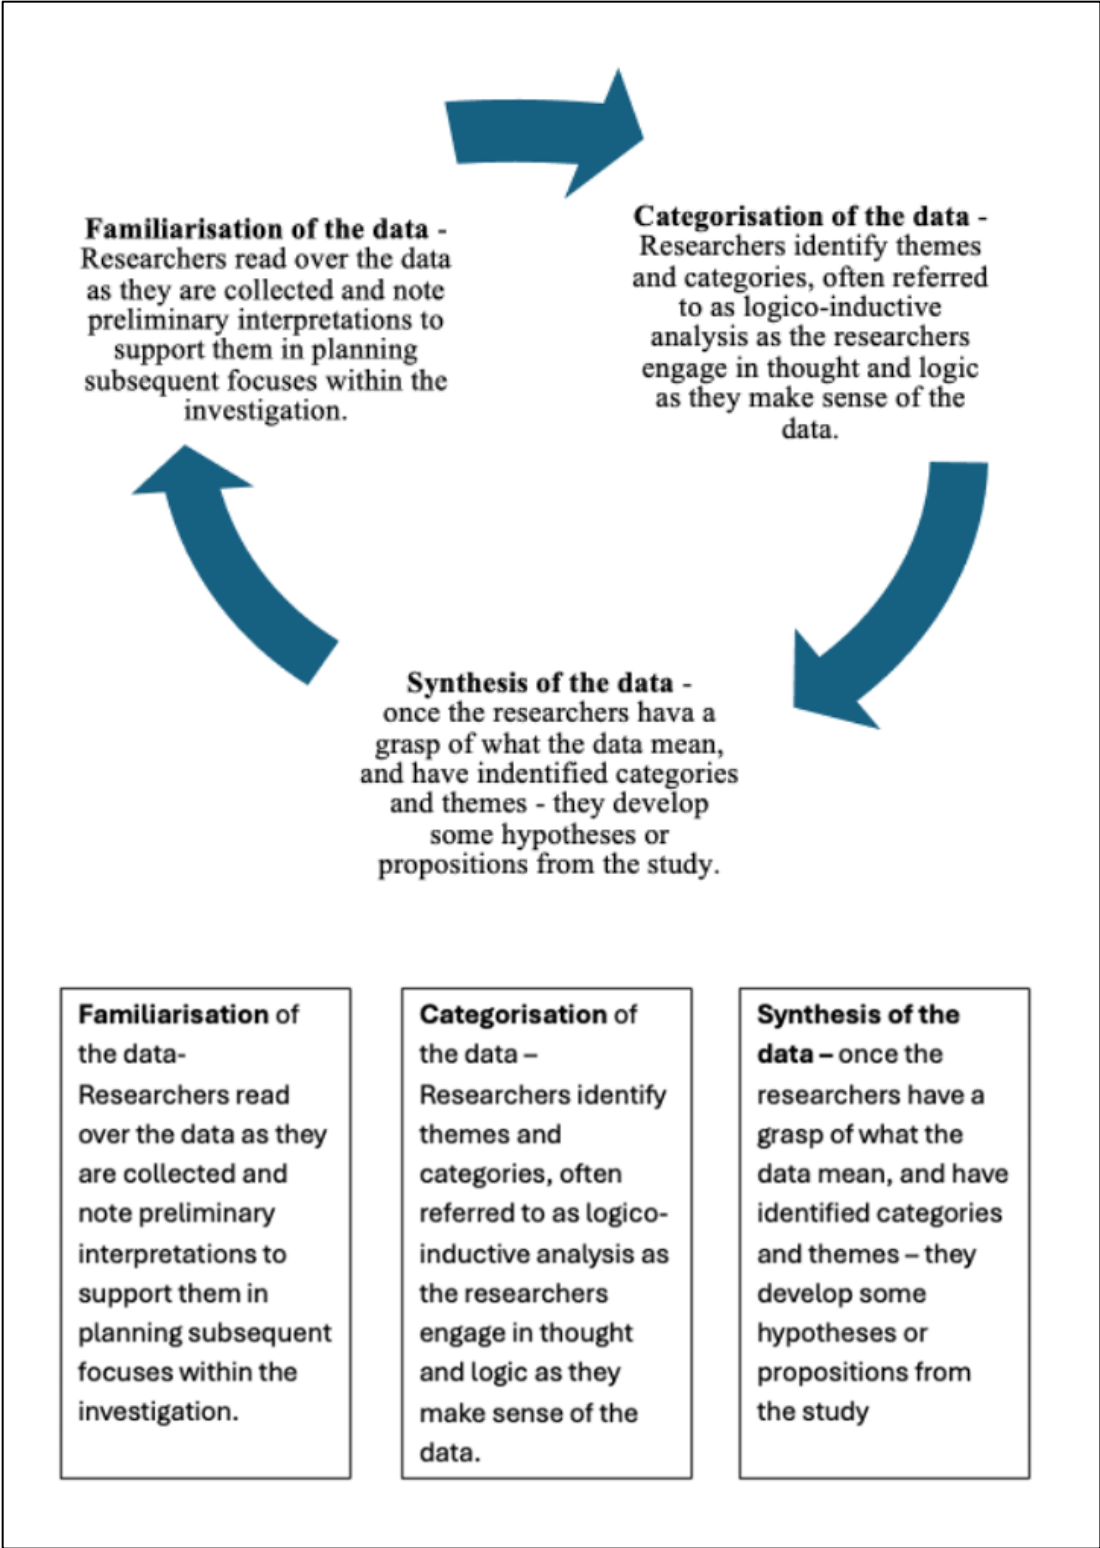 Familiarisation of the data -
Researchers read over the data
as they are collected and note
preliminary interpretations to
support them in planning
subsequent focuses within the
investigation.
Categorisation of the data -
Researchers identify themes
and categories, often referred
to as logico-inductive
analysis as the researchers
engage in thought and logic
as they make sense of the
data.
Synthesis of the data -
once the researchers hava a
grasp of what the data mean,
and have indentified categories
and themes - they develop
some hypotheses or
propositions from the study.
Familiarisation of
the data-
Researchers read
over the data as they
are collected and
note preliminary
interpretations to
support them in
planning subsequent
focuses within the
investigation.
Categorisation of
the data –
Researchers identify
themes and
categories, often
referred to as logico-
inductive analysis as
the researchers
engage in thought
and logic as they
make sense of the
data.
Synthesis of the
data – once the
researchers have a
grasp of what the
data mean, and have
identified categories
and themes – they
develop some
hypotheses or
propositions from
the study